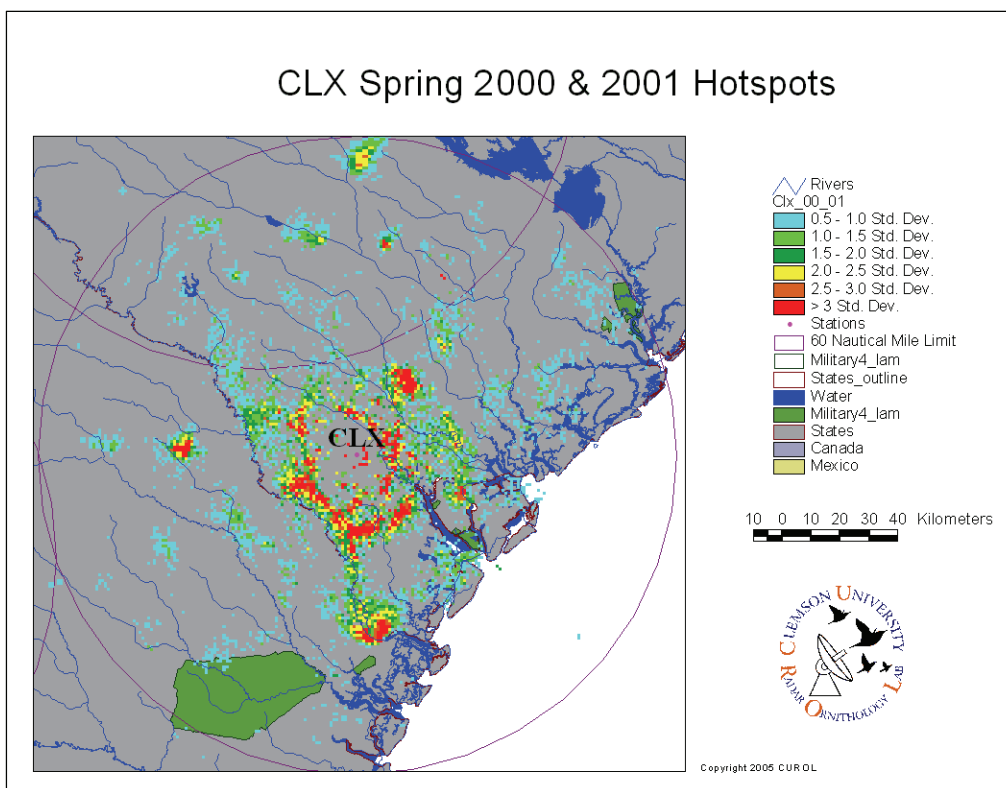 CLX Spring 2000 & 2001 Hotspots
CLX
Rivers
Clx_00_01
0.5 - 1.0 Std. Dev.
1.0 - 1.5 Std. Dev.
1.5 - 2.0 Std. Dev.
2.0 - 2.5 Std. Dev.
2.5 - 3.0 Std. Dev.
> 3 Std. Dev.
Stations
60 Nautical Mile Limit
Military4_lam
States_outline
Water
Military4_lam
States
Canada
Mexico
10 0 10 20 30 40 Kilometers
CLEMSON UNIVERSITY
RADAR ORNITHOLOGY LAB
Copyright 2005 CUROL